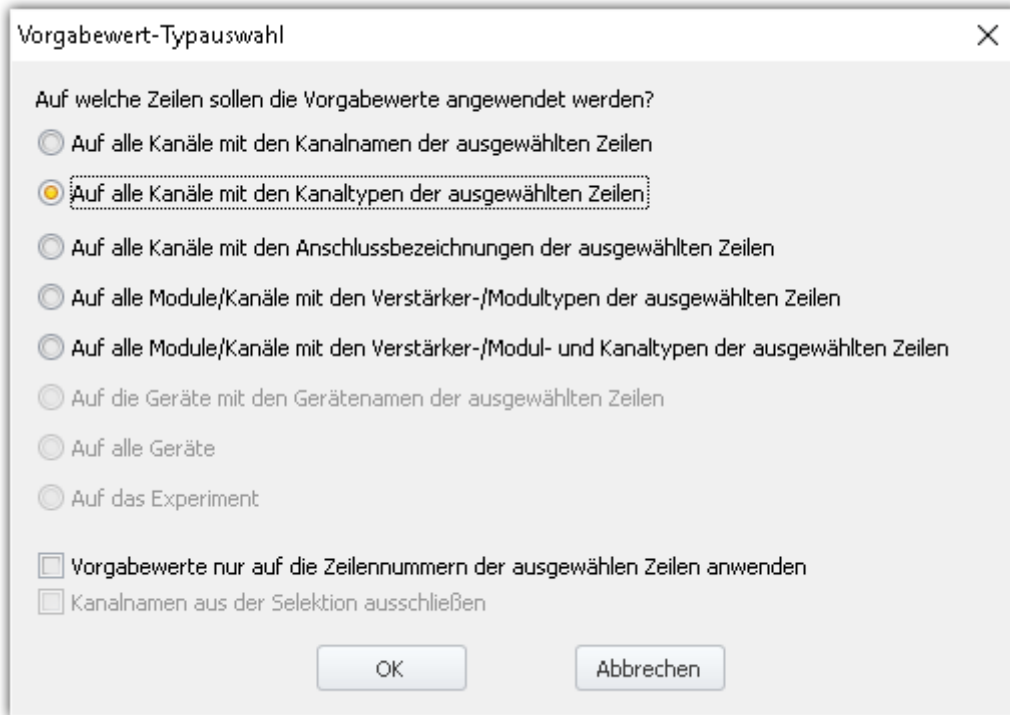 Vorgabewert-Typauswahl
Auf welche Zeilen sollen die Vorgabewerte angewendet werden?
Auf alle Kanäle mit den Kanalnamen der ausgewählten Zeilen
Auf alle Kanäle mit den Kanaltypen der ausgewählten Zeilen
Auf alle Kanäle mit den Anschlussbezeichnungen der ausgewählten Zeilen
Auf alle Module/Kanäle mit den Verstärker-/Modultypen der ausgewählten Zeilen
Auf alle Module/Kanäle mit den Verstärker-/Modul- und Kanaltypen der ausgewählten Zeilen
Auf die Geräte mit den Gerätenamen der ausgewählten Zeilen
Auf alle Geräte
Auf das Experiment
Vorgabewerte nur auf die Zeilennummern der ausgewählen Zeilen anwenden
Kanalnamen aus der Selektion ausschließen
OK Abbrechen